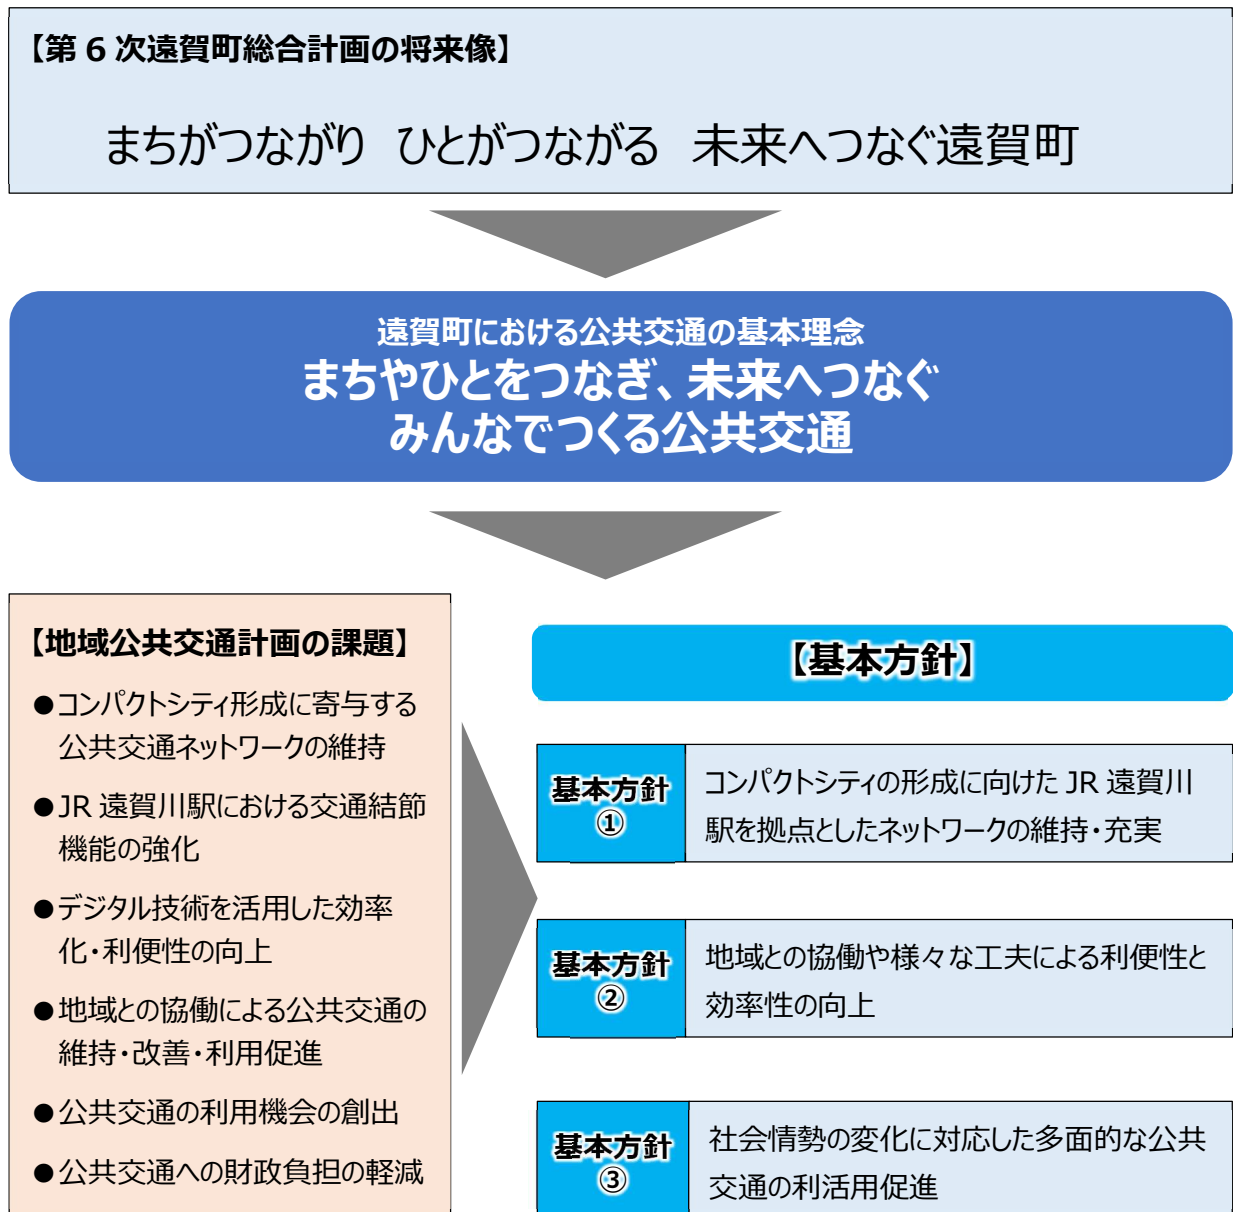 【第 6 次遠賀町総合計画の将来像】
まちがつながり ひとがつながる 未来へつなぐ遠賀町
遠賀町における公共交通の基本理念
まちやひとをつなぎ、未来へつなぐ
みんなでつくる公共交通
【地域公共交通計画の課題】
●コンパクトシティ形成に寄与する
公共交通ネットワークの維持
●JR 遠賀川駅における交通結節
機能の強化
●デジタル技術を活用した効率
化・利便性の向上
●地域との協働による公共交通の
維持・改善・利用促進
●公共交通の利用機会の創出
●公共交通への財政負担の軽減
【基本方針】
基本方針
①
コンパクトシティの形成に向けた JR 遠賀川
駅を拠点としたネットワークの維持・充実
基本方針
②
地域との協働や様々な工夫による利便性と
効率性の向上
基本方針
③
社会情勢の変化に対応した多面的な公共
交通の利活用促進